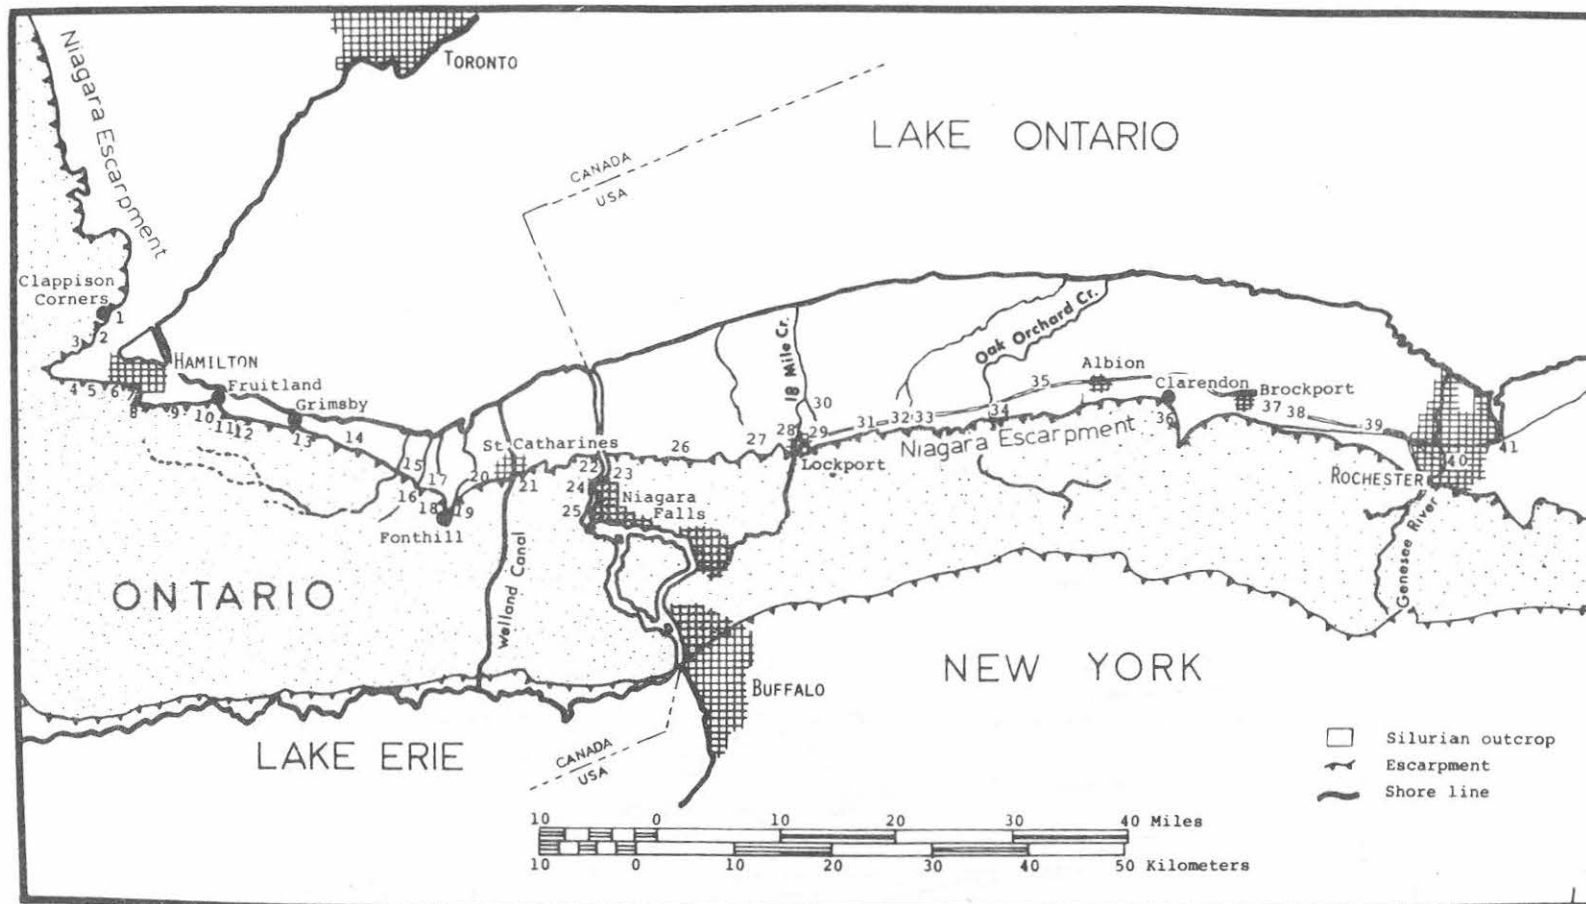 TORONTO
Niagara Escarpment
LAKE ONTARIO
CANADA
USA
Clappison
Corners
1
2
3
HAMILTON
4
5
6
7
8
9
10
11
12
Fruitland
Grimsby
13
14
15
16
17
18
19
20
Fonthill
St. Catharines
21
22
23
24
25
Niagara
Falls
Welland Canal
26
27
28
29
30
18 Mile Cr.
Lockport
31
32
33
34
35
Oak Orchard Cr.
Albion
Niagara Escarpment
Clarendon
36
Brockport
37
38
39
40
41
ROCHESTER
Genesee River
ONTARIO
NEW YORK
BUFFALO
LAKE ERIE
CANADA
USA
Silurian outcrop
Escarpment
Shore line
10 0 10 20 30 40 Miles
10 0 10 20 30 40 50 Kilometers